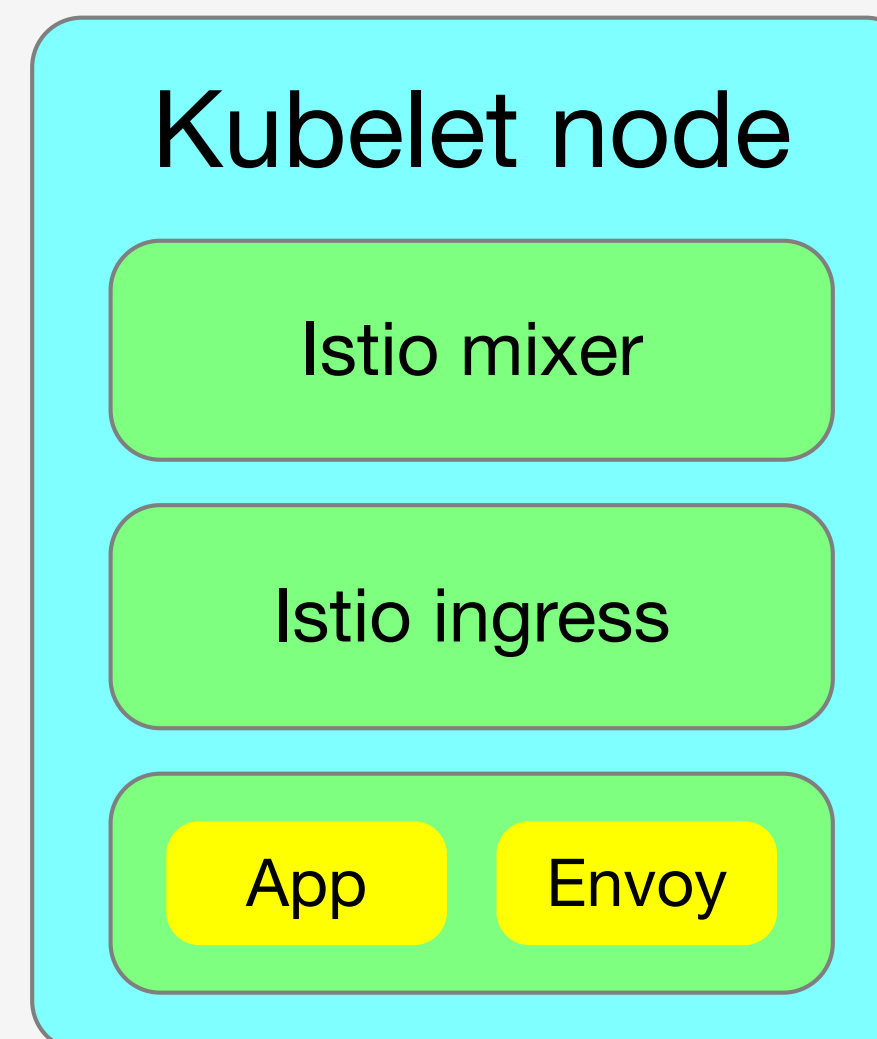 Kubelet node
Istio mixer
Istio ingress
App
Envoy